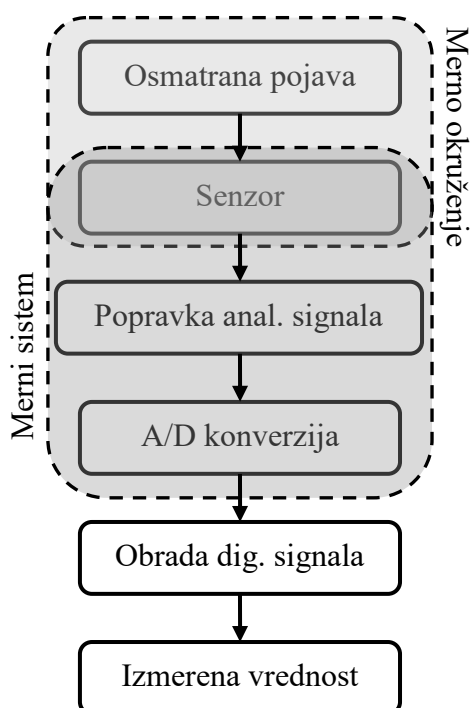 Osmatrana pojava
Merno okruženje
Senzor
Merni sistem
Popravka anal. signala
A/D konverzija
Obrada dig. signala
Izmerena vrednost